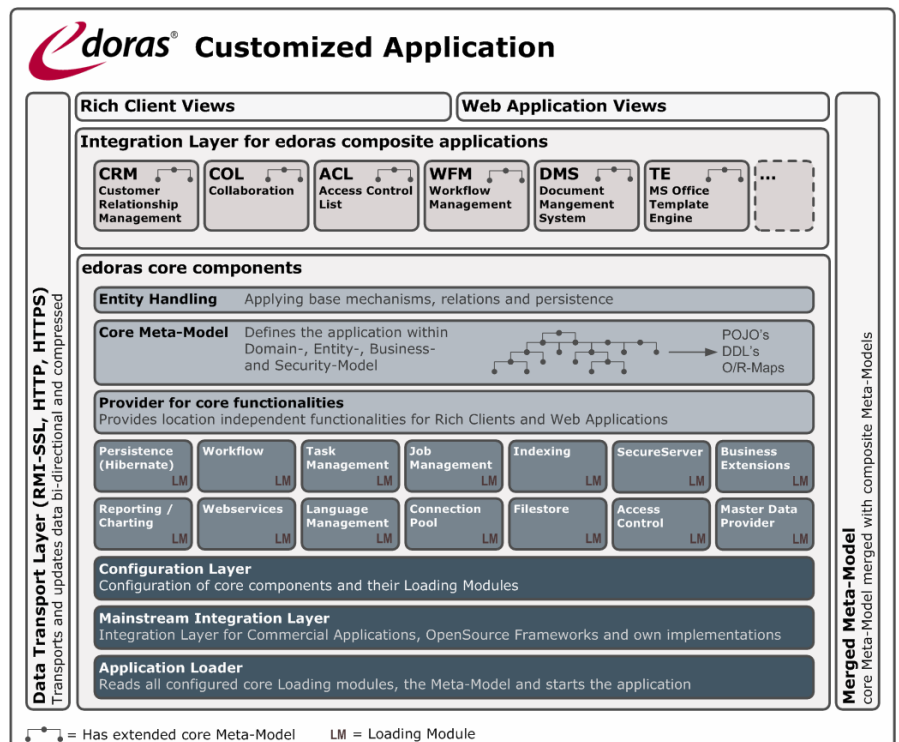 edoras® Customized Application
Rich Client Views
Web Application Views
Integration Layer for edoras composite applications
CRM
Customer
Relationship
Management
COL
Collaboration
ACL
Access Control
List
WFM
Workflow
Management
DMS
Document
Mangement
System
TE
MS Office
Template
Engine
...
Data Transport Layer (RMI-SSL, HTTP, HTTPS)
Transports and updates data bi-directional and compressed
edoras core components
Entity Handling Applying base mechanisms, relations and persistence
Core Meta-Model
Defines the application within
Domain-, Entity-, Business-
and Security-Model
POJO's
DDL's
O/R-Maps
Provider for core functionalities
Provides location independent functionalities for Rich Clients and Web Applications
Persistence
(Hibernate)
LM
Workflow
LM
Task
Management
LM
Job
Management
LM
Indexing
LM
SecureServer
LM
Business
Extensions
LM
Reporting /
Charting
LM
Webservices
LM
Language
Management
LM
Connection
Pool
LM
Filestore
LM
Access
Control
LM
Master Data
Provider
LM
Configuration Layer
Configuration of core components and their Loading Modules
Mainstream Integration Layer
Integration Layer for Commercial Applications, OpenSource Frameworks and own implementations
Application Loader
Reads all configured core Loading modules, the Meta-Model and starts the application
Merged Meta-Model
core Meta-Model merged with composite Meta-Models
= Has extended core Meta-Model
LM = Loading Module